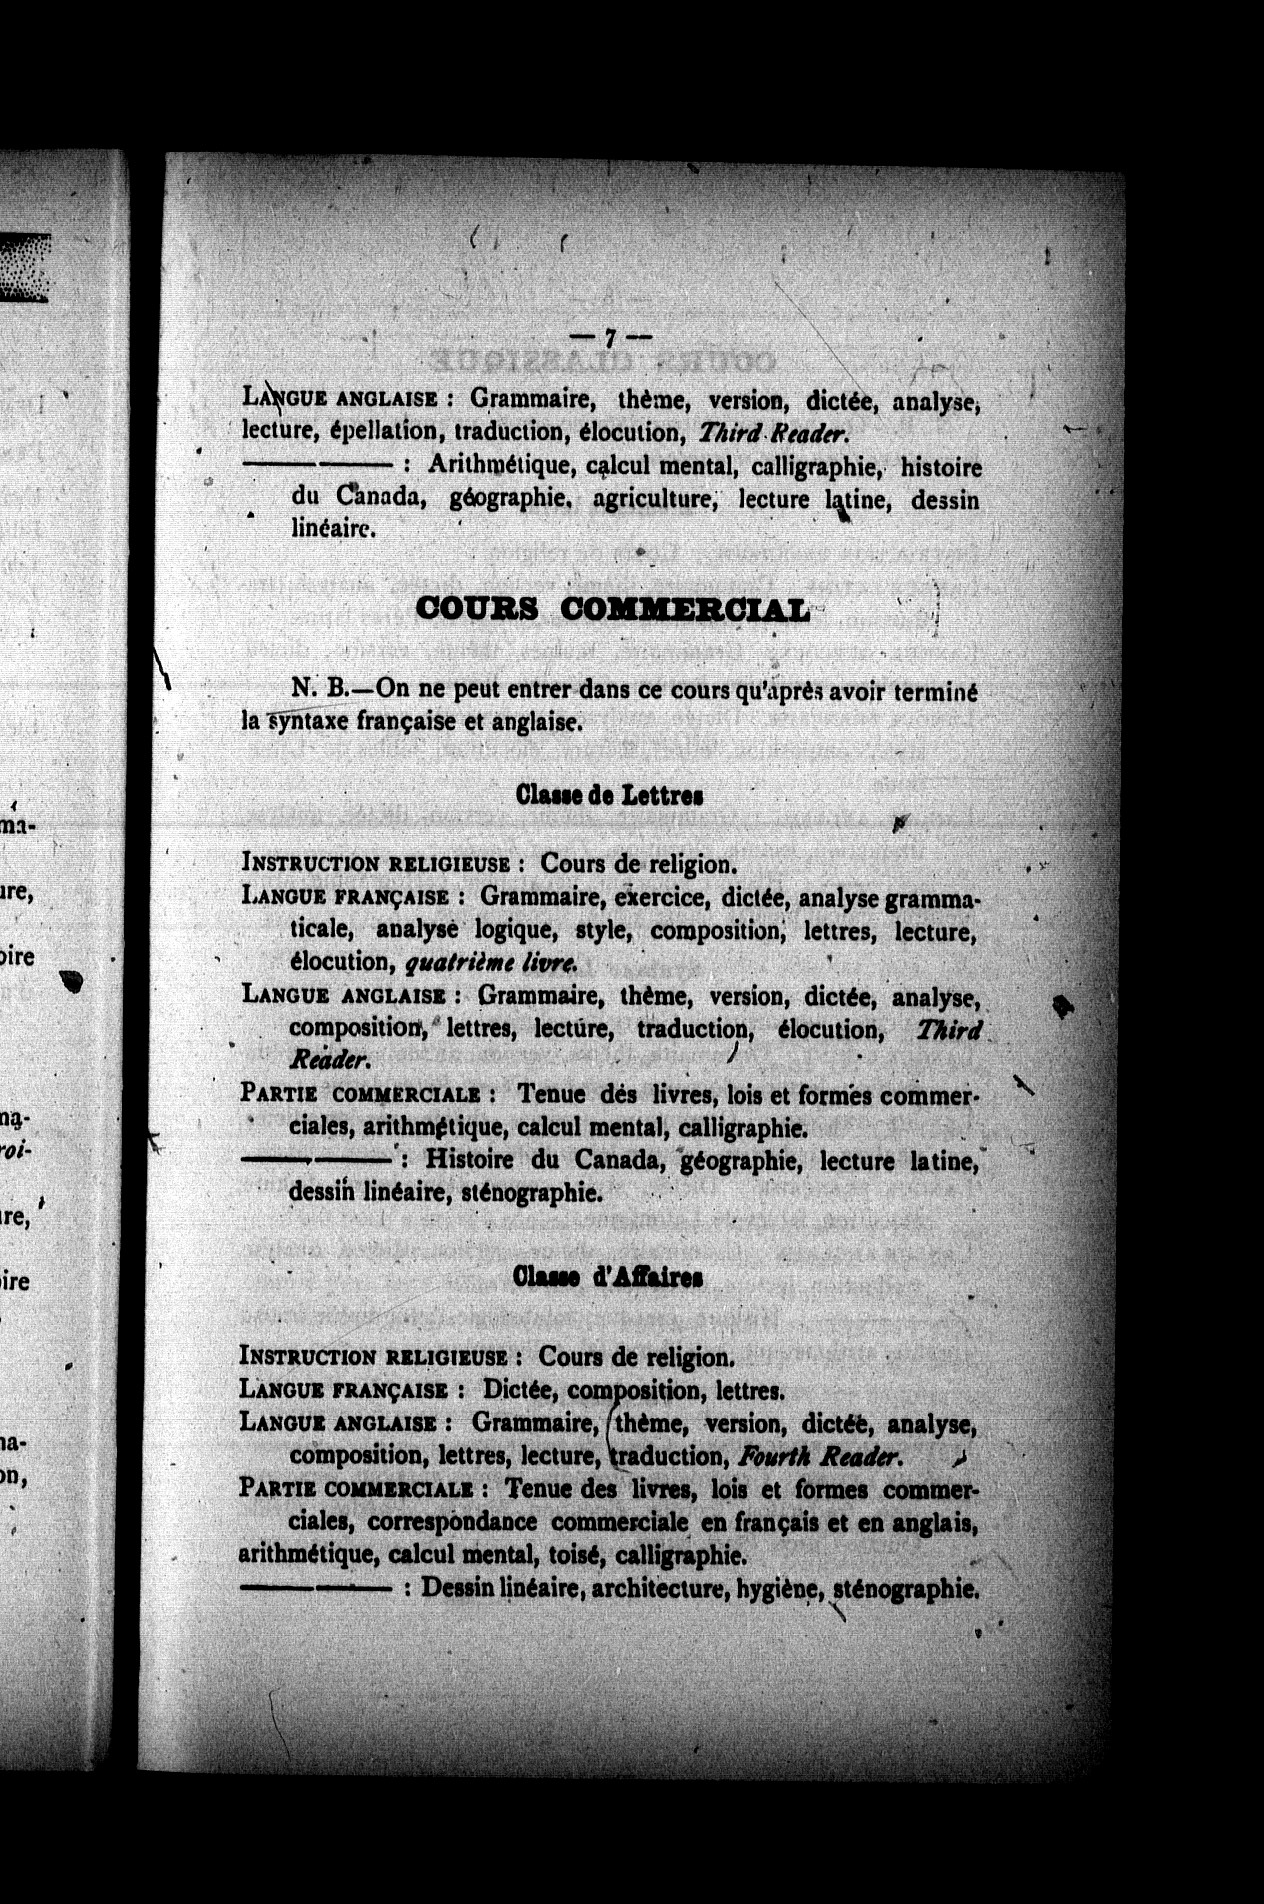 — 7 —
LANGUE ANGLAISE : Grammaire, thème, version, dictée, analyse,
lecture, épellation, traduction, élocution, Third Reader.
——— ——— : Arithmétique, calcul mental, calligraphie, histoire
du Canada, géographie, agriculture, lecture latine, dessin
linéaire.
COURS COMMERCIAL
N. B.—On ne peut entrer dans ce cours qu'après avoir terminé
la syntaxe française et anglaise.
Classe de Lettres
INSTRUCTION RELIGIEUSE : Cours de religion.
LANGUE FRANÇAISE : Grammaire, exercice, dictée, analyse gramma-
ticale, analyse logique, style, composition, lettres, lecture,
élocution, quatrième livre.
LANGUE ANGLAISE : Grammaire, thème, version, dictée, analyse,
composition, lettres, lecture, traduction, élocution, Third
Reader.
PARTIE COMMERCIALE : Tenue des livres, lois et formes commer-
ciales, arithmétique, calcul mental, calligraphie.
——— ——— : Histoire du Canada, géographie, lecture latine,
dessin linéaire, sténographie.
Classe d'Affaires
INSTRUCTION RELIGIEUSE : Cours de religion.
LANGUE FRANÇAISE : Dictée, composition, lettres.
LANGUE ANGLAISE : Grammaire, thème, version, dictée, analyse,
composition, lettres, lecture, traduction, Fourth Reader.
PARTIE COMMERCIALE : Tenue des livres, lois et formes commer-
ciales, correspondance commerciale en français et en anglais,
arithmétique, calcul mental, toisé, calligraphie.
——— ——— : Dessin linéaire, architecture, hygiène, sténographie.